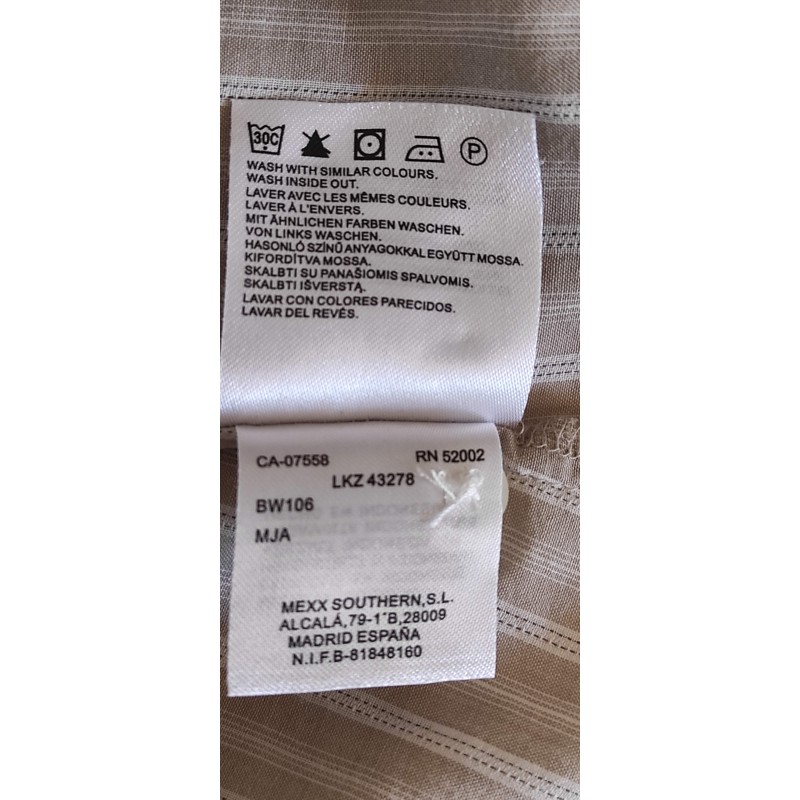 30C
P
WASH WITH SIMILAR COLOURS.
WASH INSIDE OUT.
LAVER AVEC LES MÊMES COULEURS.
LAVER À L'ENVERS.
MIT ÄHNLICHEN FARBEN WASCHEN.
VON LINKS WASCHEN.
HASONLÓ SZÍNŰ ANYAGOKKAL EGYÜTT MOSSA.
KIFORDÍTVA MOSSA.
SKALBTI SU PANAŠIOMIS SPALVOMIS.
SKALBTI IŠVERSTĄ.
LAVAR CON COLORES PARECIDOS.
LAVAR DEL REVÉS.
CA-07558 RN 52002
LKZ 43278
BW106
MJA
MEXX SOUTHERN,S.L.
ALCALÁ,79-1°B,28009
MADRID ESPAÑA
N.I.F.B-81848160